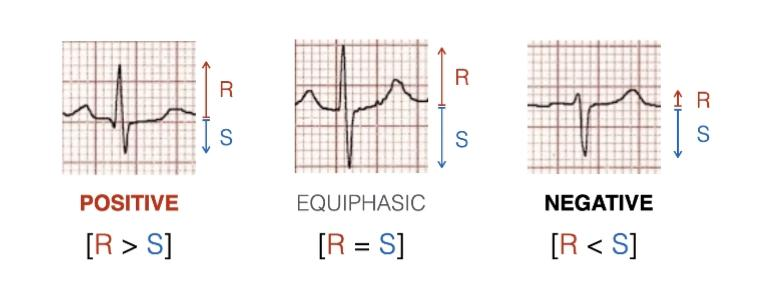 R
S
R
S
R
S
POSITIVE
EQUIPHASIC
NEGATIVE
[R > S]
[R = S]
[R < S]